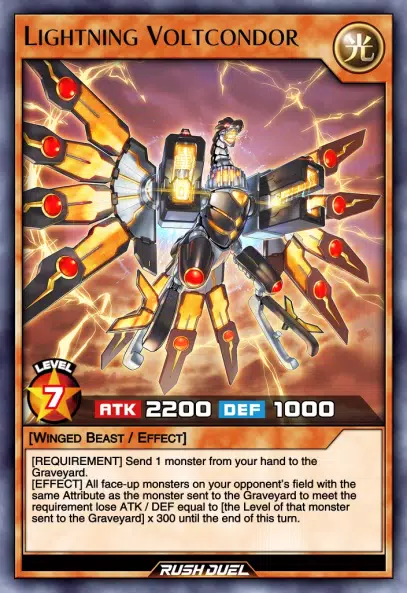 LIGHTNING VOLTCONDOR
光
LEVEL
7
ATK 2200 DEF 1000
[WINGED BEAST / EFFECT]
[REQUIREMENT] Send 1 monster from your hand to the
Graveyard.
[EFFECT] All face-up monsters on your opponent's field with the
same Attribute as the monster sent to the Graveyard to meet the
requirement lose ATK / DEF equal to [the Level of that monster
sent to the Graveyard] x 300 until the end of this turn.
RUSH DUEL